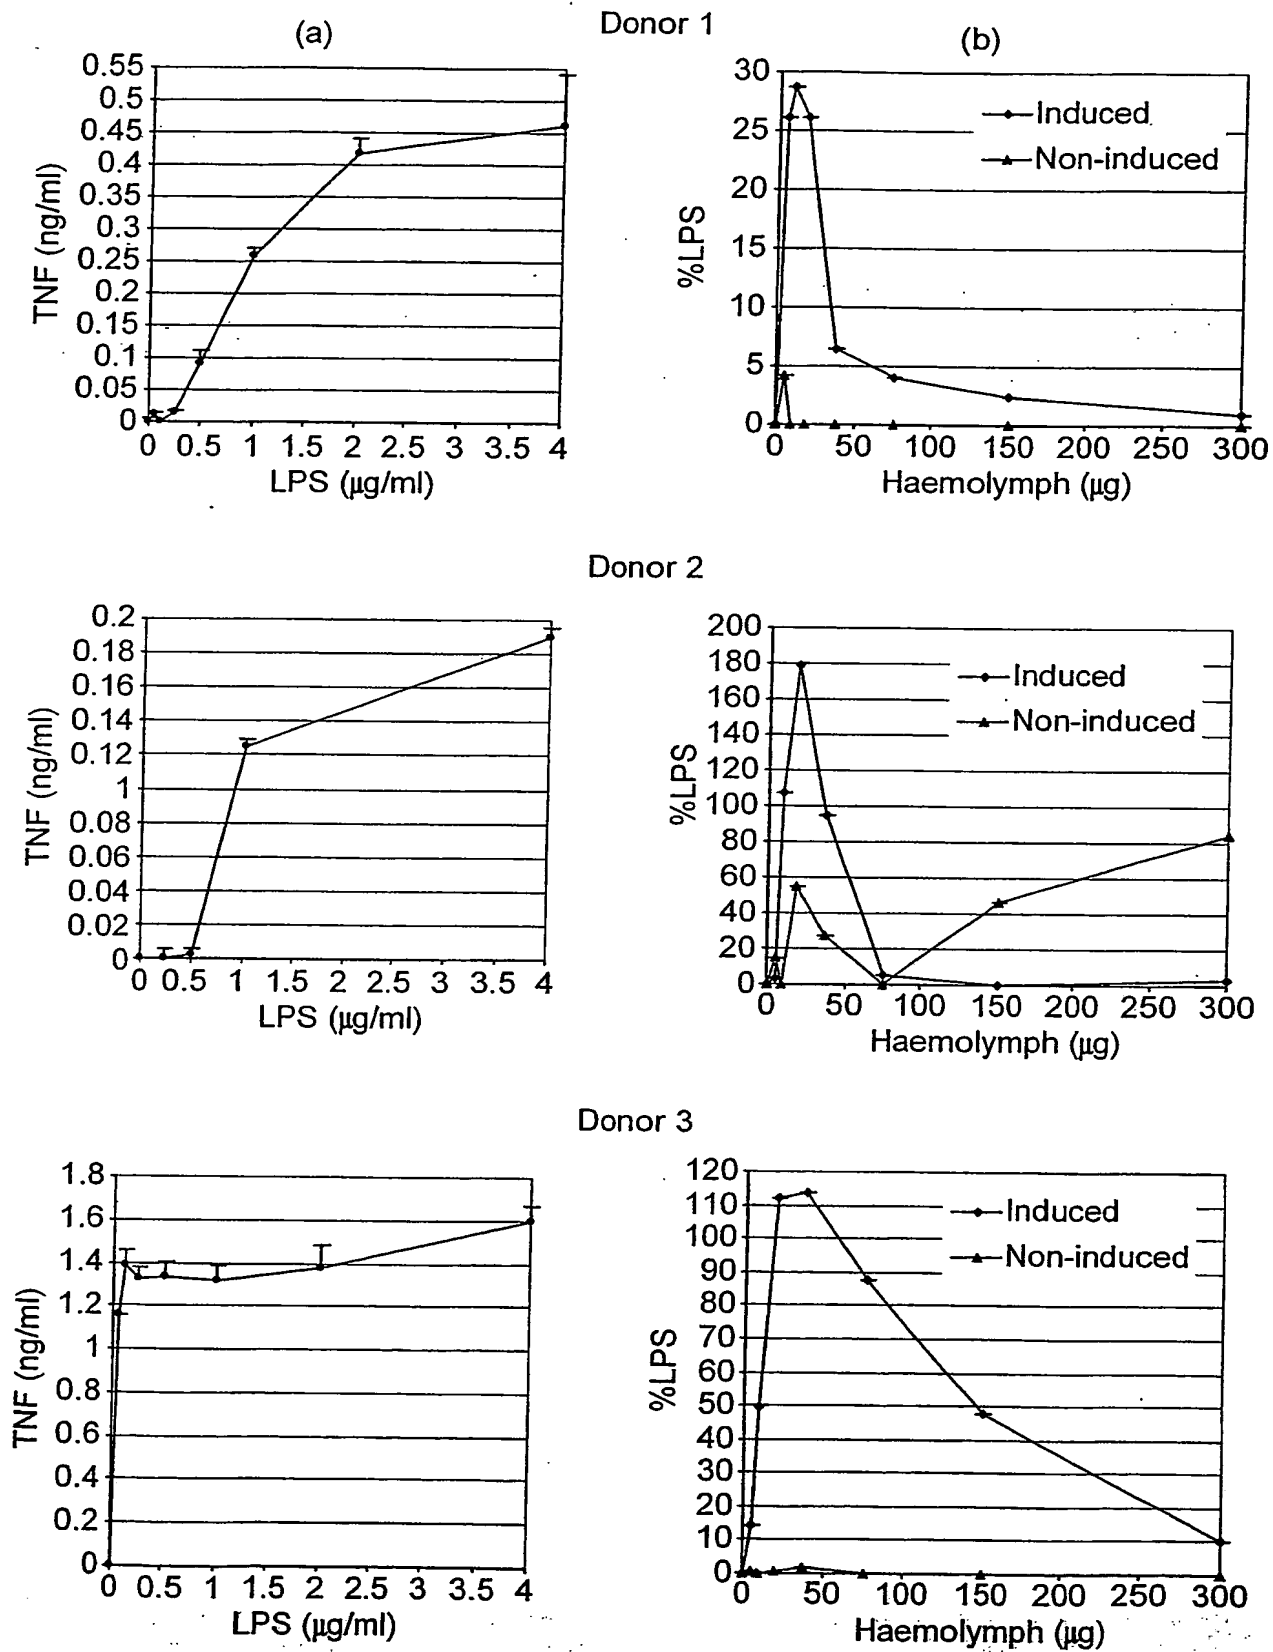 Donor 1
(a)
0.55
0.5
0.45
0.4
0.35
0.3
0.25
0.2
0.15
0.1
0.05
0
TNF (ng/ml)
0 0.5 1 1.5 2 2.5 3 3.5 4
LPS (µg/ml)
(b)
30
25
20
15
10
5
0
%LPS
Induced
Non-induced
0 50 100 150 200 250 300
Haemolymph (µg)
Donor 2
0.2
0.18
0.16
0.14
0.12
1
0.08
0.06
0.04
0.02
0
TNF (ng/ml)
0 0.5 1 1.5 2 2.5 3 3.5 4
LPS (µg/ml)
200
180
160
140
120
100
80
60
40
20
0
%LPS
Induced
Non-induced
0 50 100 150 200 250 300
Haemolymph (µg)
Donor 3
1.8
1.6
1.4
1.2
1
0.8
0.6
0.4
0.2
0
TNF (ng/ml)
0 0.5 1 1.5 2 2.5 3 3.5 4
LPS (µg/ml)
120
110
100
90
80
70
60
50
40
30
20
10
0
%LPS
Induced
Non-induced
0 50 100 150 200 250 300
Haemolymph (µg)